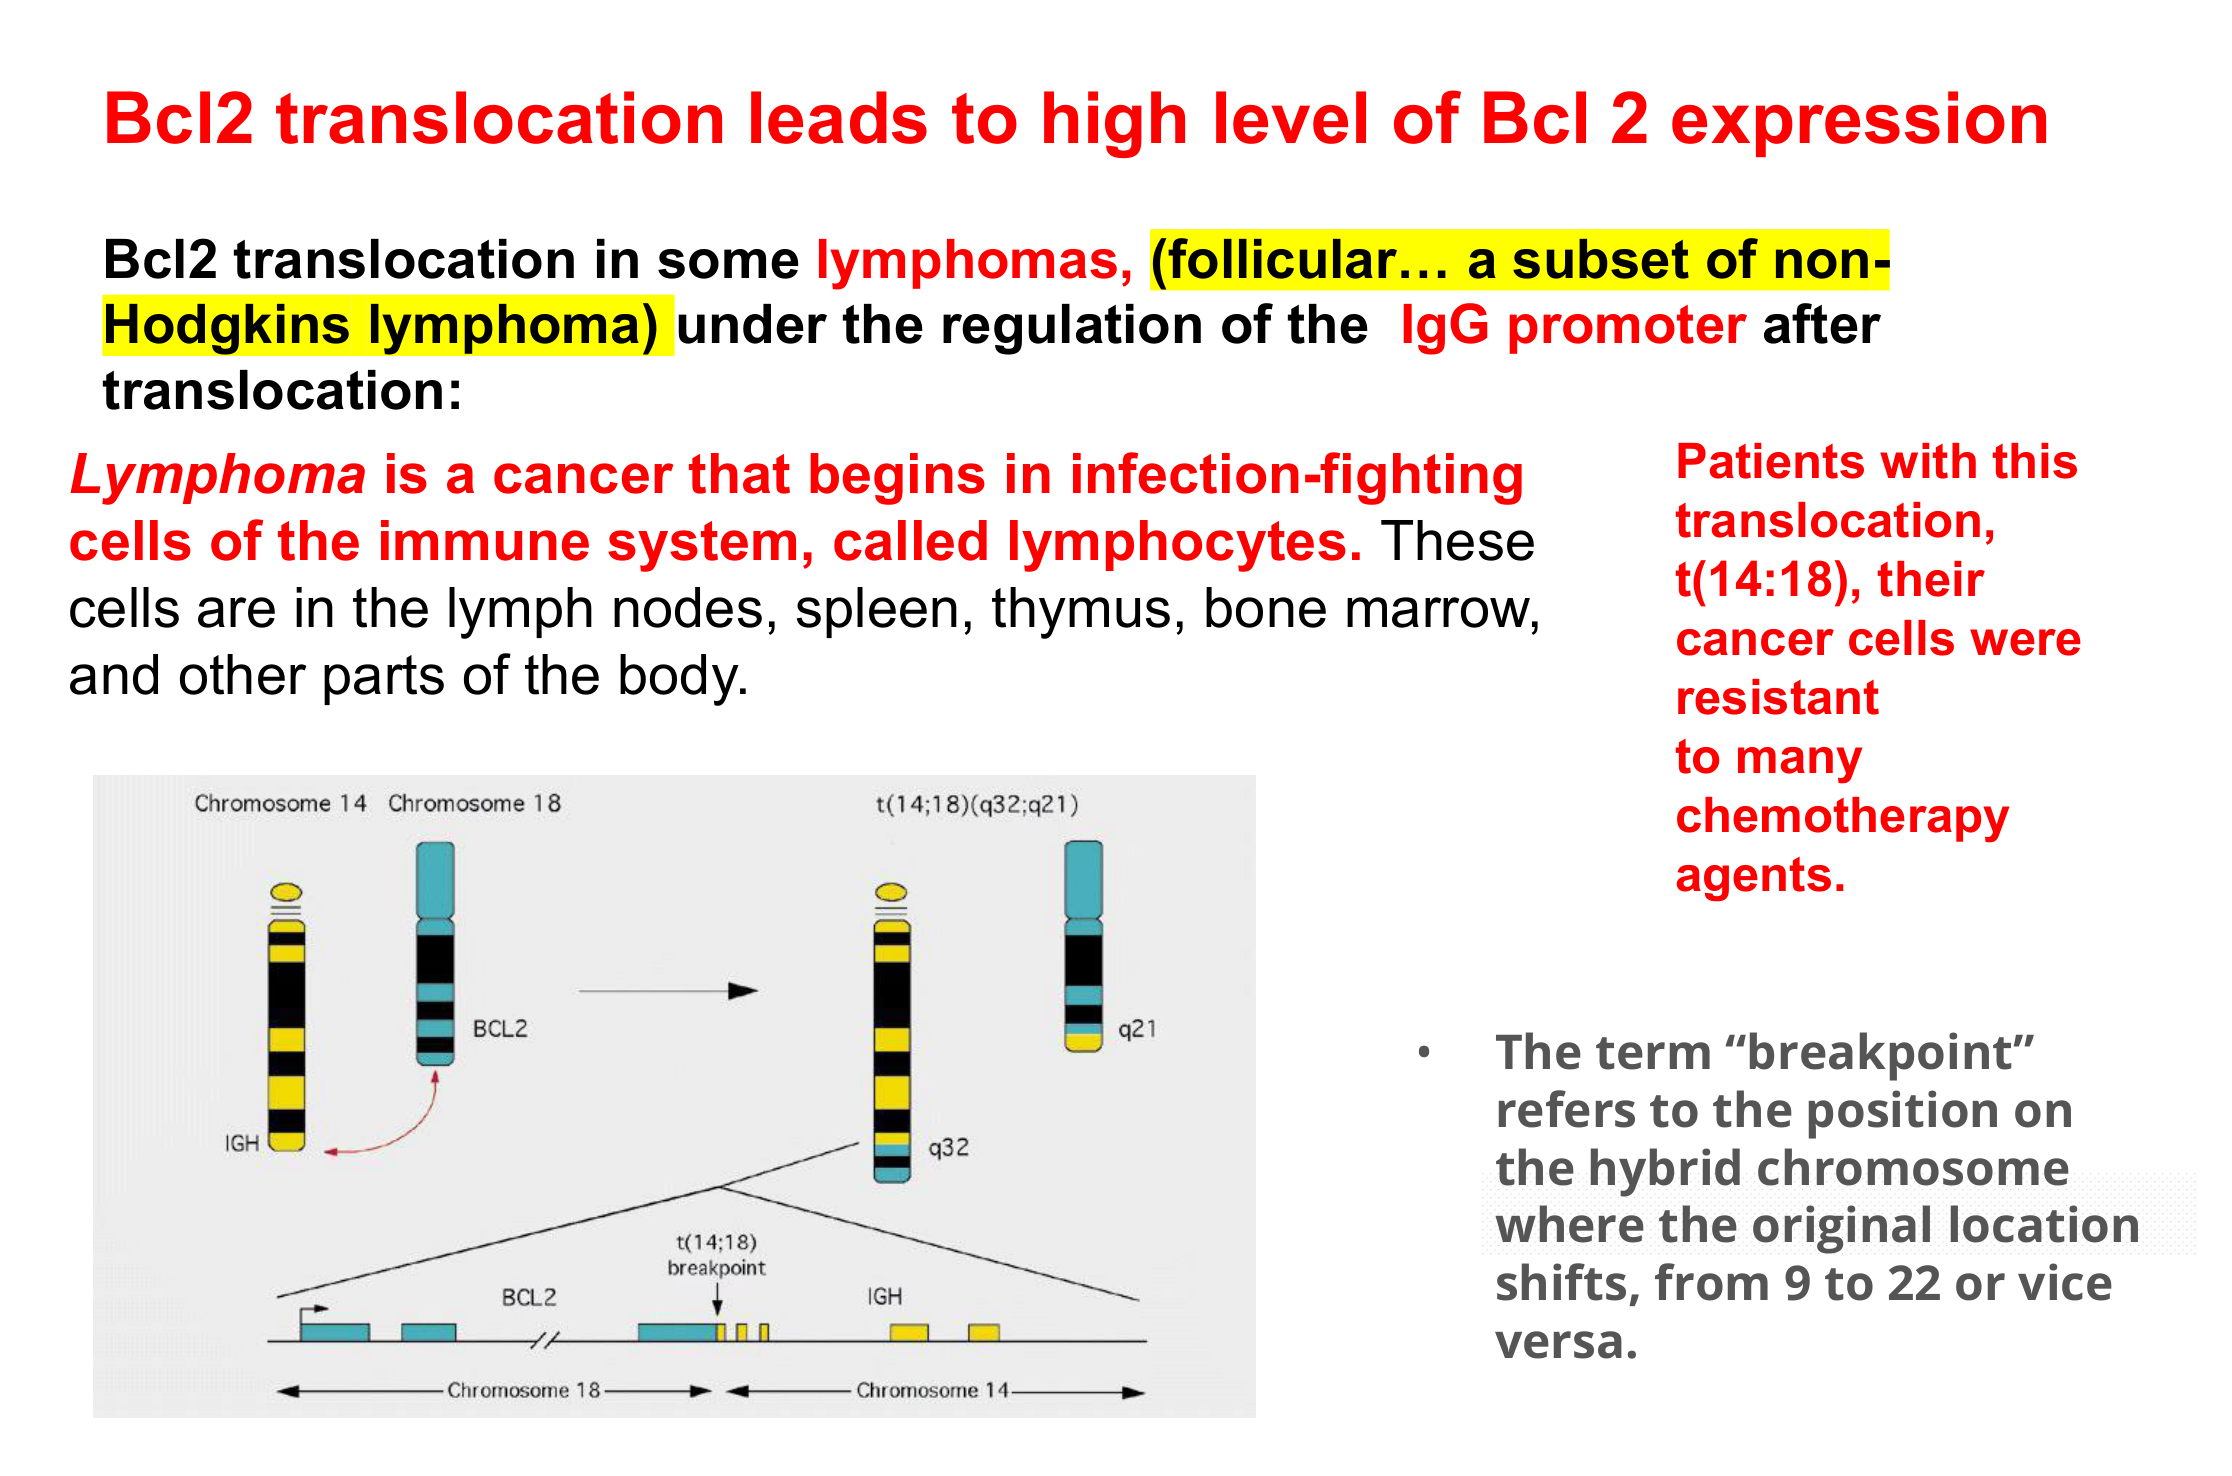 Bcl2 translocation leads to high level of Bcl 2 expression
Bcl2 translocation in some lymphomas, (follicular… a subset of non-
Hodgkins lymphoma) under the regulation of the  IgG promoter after
translocation:
Lymphoma is a cancer that begins in infection-fighting
cells of the immune system, called lymphocytes. These
cells are in the lymph nodes, spleen, thymus, bone marrow,
and other parts of the body.
Patients with this
translocation,
t(14:18), their
cancer cells were
resistant
to many
chemotherapy
agents.
Chromosome 14
Chromosome 18
t(14;18)(q32;q21)
BCL2
q21
IGH
q32
t(14;18)
breakpoint
BCL2
IGH
Chromosome 18
Chromosome 14
• The term “breakpoint”
refers to the position on
the hybrid chromosome
where the original location
shifts, from 9 to 22 or vice
versa.